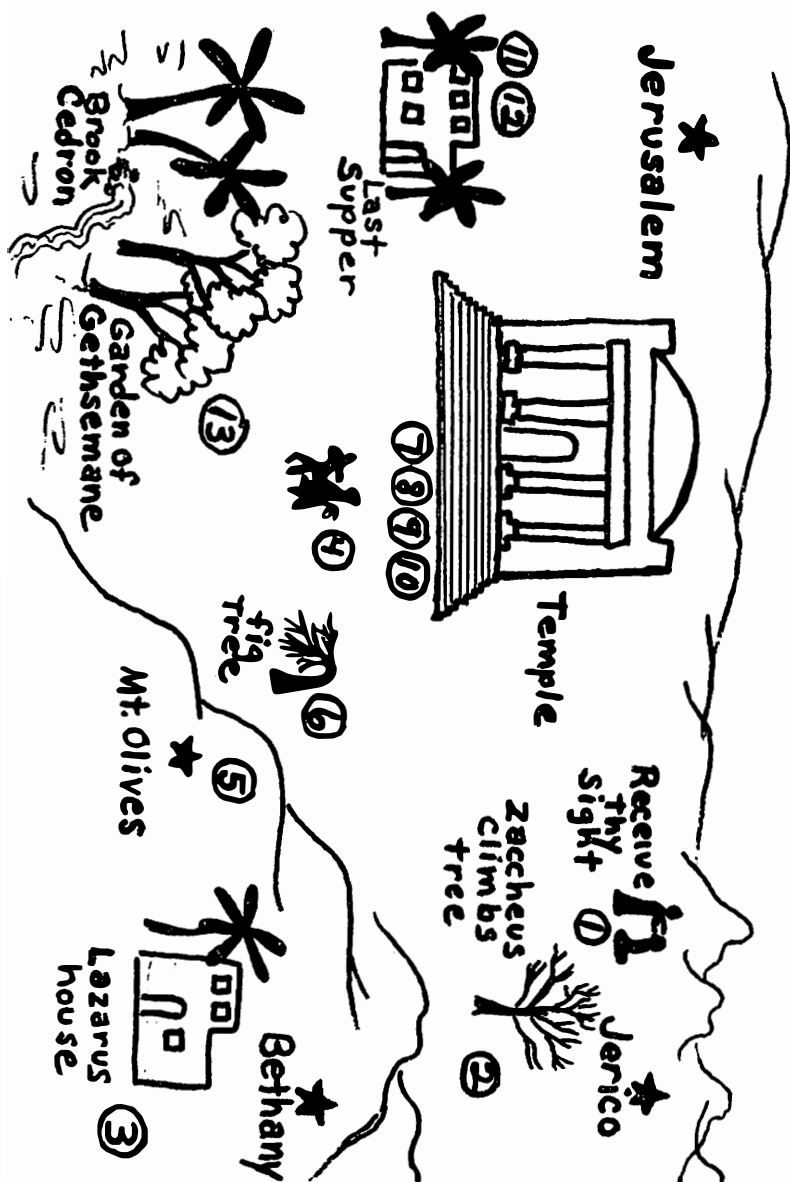 Jerusalem
11 12
Last
Supper
Brook
Cedron
Garden of
Gethsemane
13
Temple
7 8 9 10
4
fig
Tree
6
Mt. Olives
5
Receive
thy
Sight
1
Zaccheus
climbs
tree
2
Jerico
Bethany
Lazarus
house
3